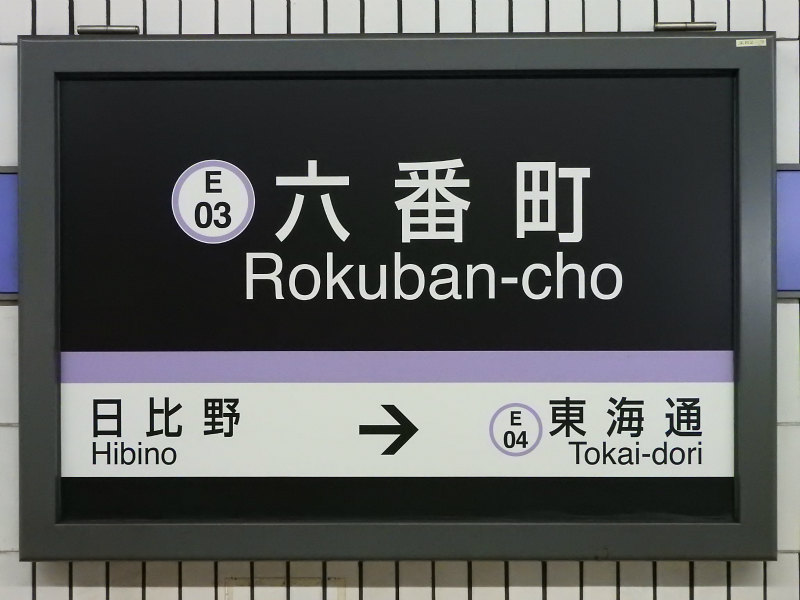 E
03
六番町
Rokuban-cho
日比野
Hibino
→
E
04
東海通
Tokai-dori